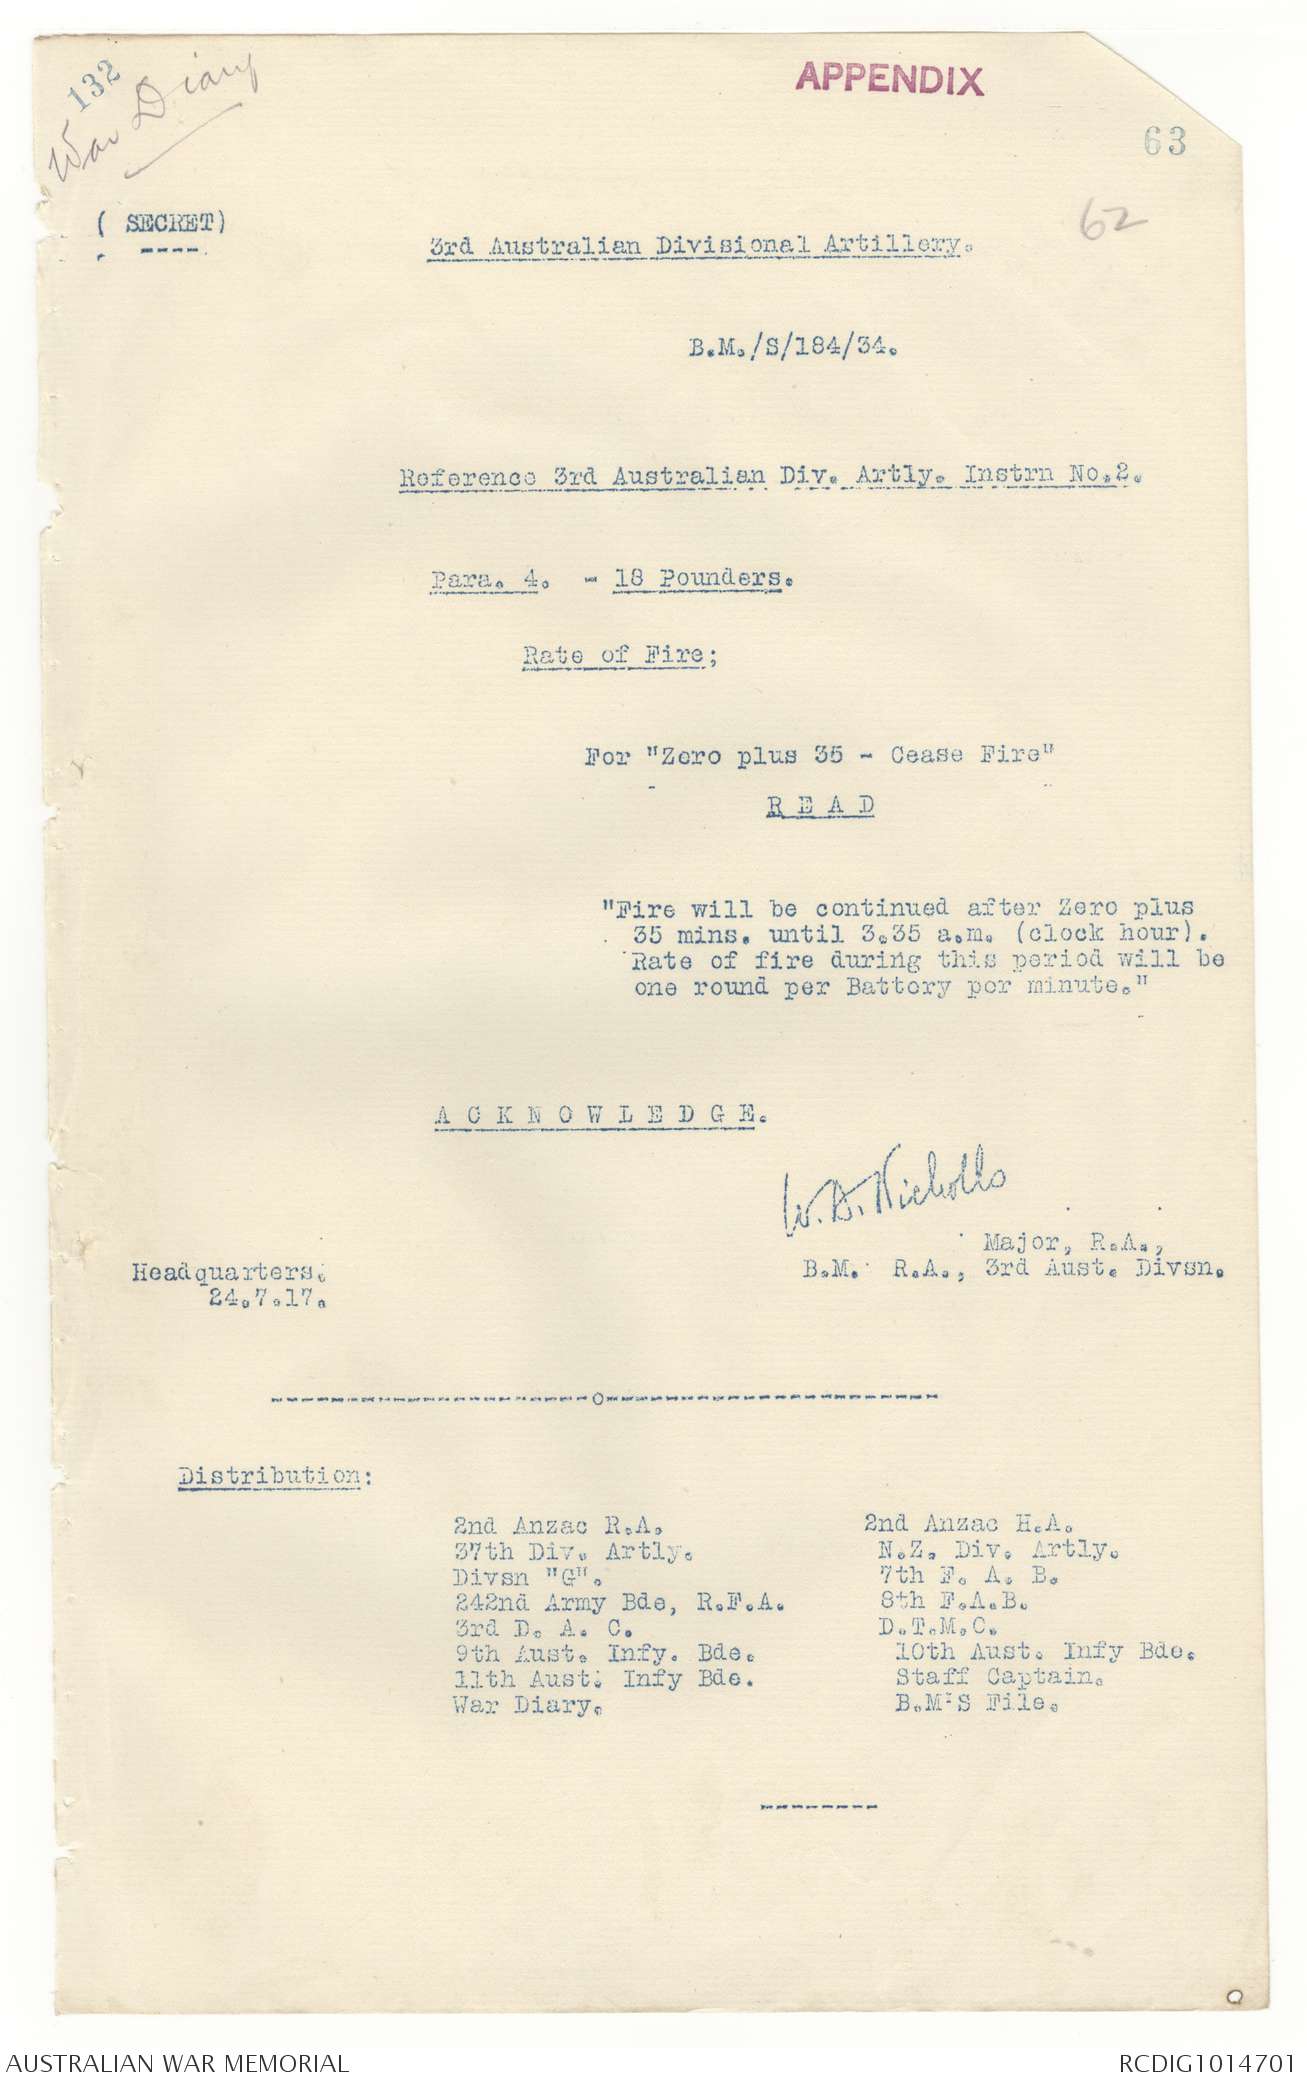 132
War Diary
APPENDIX
63
62
( SECRET)
3rd Australian Divisional Artillery.
B.M./S/184/34.
Reference 3rd Australian Div. Artly. Instrn No.2.
Para. 4. - 18 Pounders.
Rate of Fire;
For "Zero plus 35 - Cease Fire"
R E A D
"Fire will be continued after Zero plus
35 mins. until 3.35 a.m. (clock hour).
Rate of fire during this period will be
one round per Battery per minute."
A C K N O W L E D G E.
W.A. Nicholls
Major, R.A.,
B.M. R.A., 3rd Aust. Divsn.
Headquarters.
24.7.17.
Distribution:
2nd Anzac R.A. 2nd Anzac H.A.
37th Div. Artly. N.Z. Div. Artly.
Divsn "G". 7th F. A. B.
242nd Army Bde, R.F.A. 8th F.A.B.
3rd D. A. C. D.T.M.C.
9th Aust. Infy. Bde. 10th Aust. Infy Bde.
11th Aust. Infy Bde. Staff Captain.
War Diary. B.M'S File.
AUSTRALIAN WAR MEMORIAL RCDIG1014701